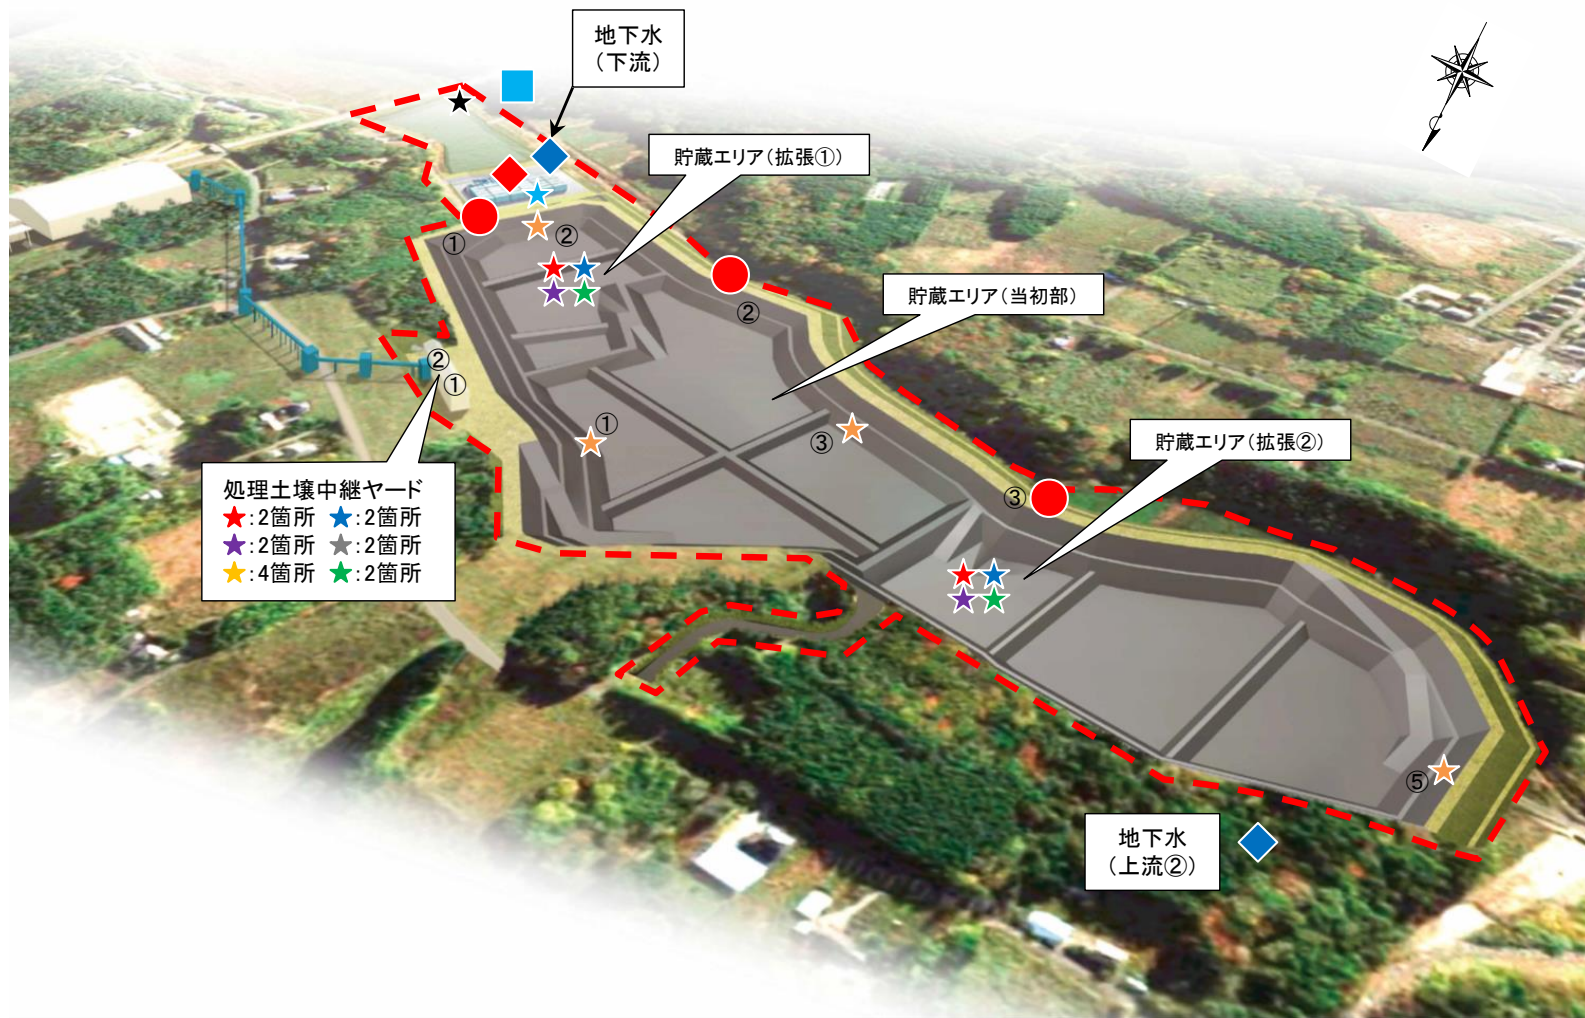 地下水
（下流）
貯蔵エリア（拡張①）
①
②
②
貯蔵エリア（当初部）
②
①
①
③
貯蔵エリア（拡張②）
③
処理土壌中継ヤード
★：2箇所 ★：2箇所
★：2箇所 ★：2箇所
★：4箇所 ★：2箇所
⑤
地下水
（上流②）